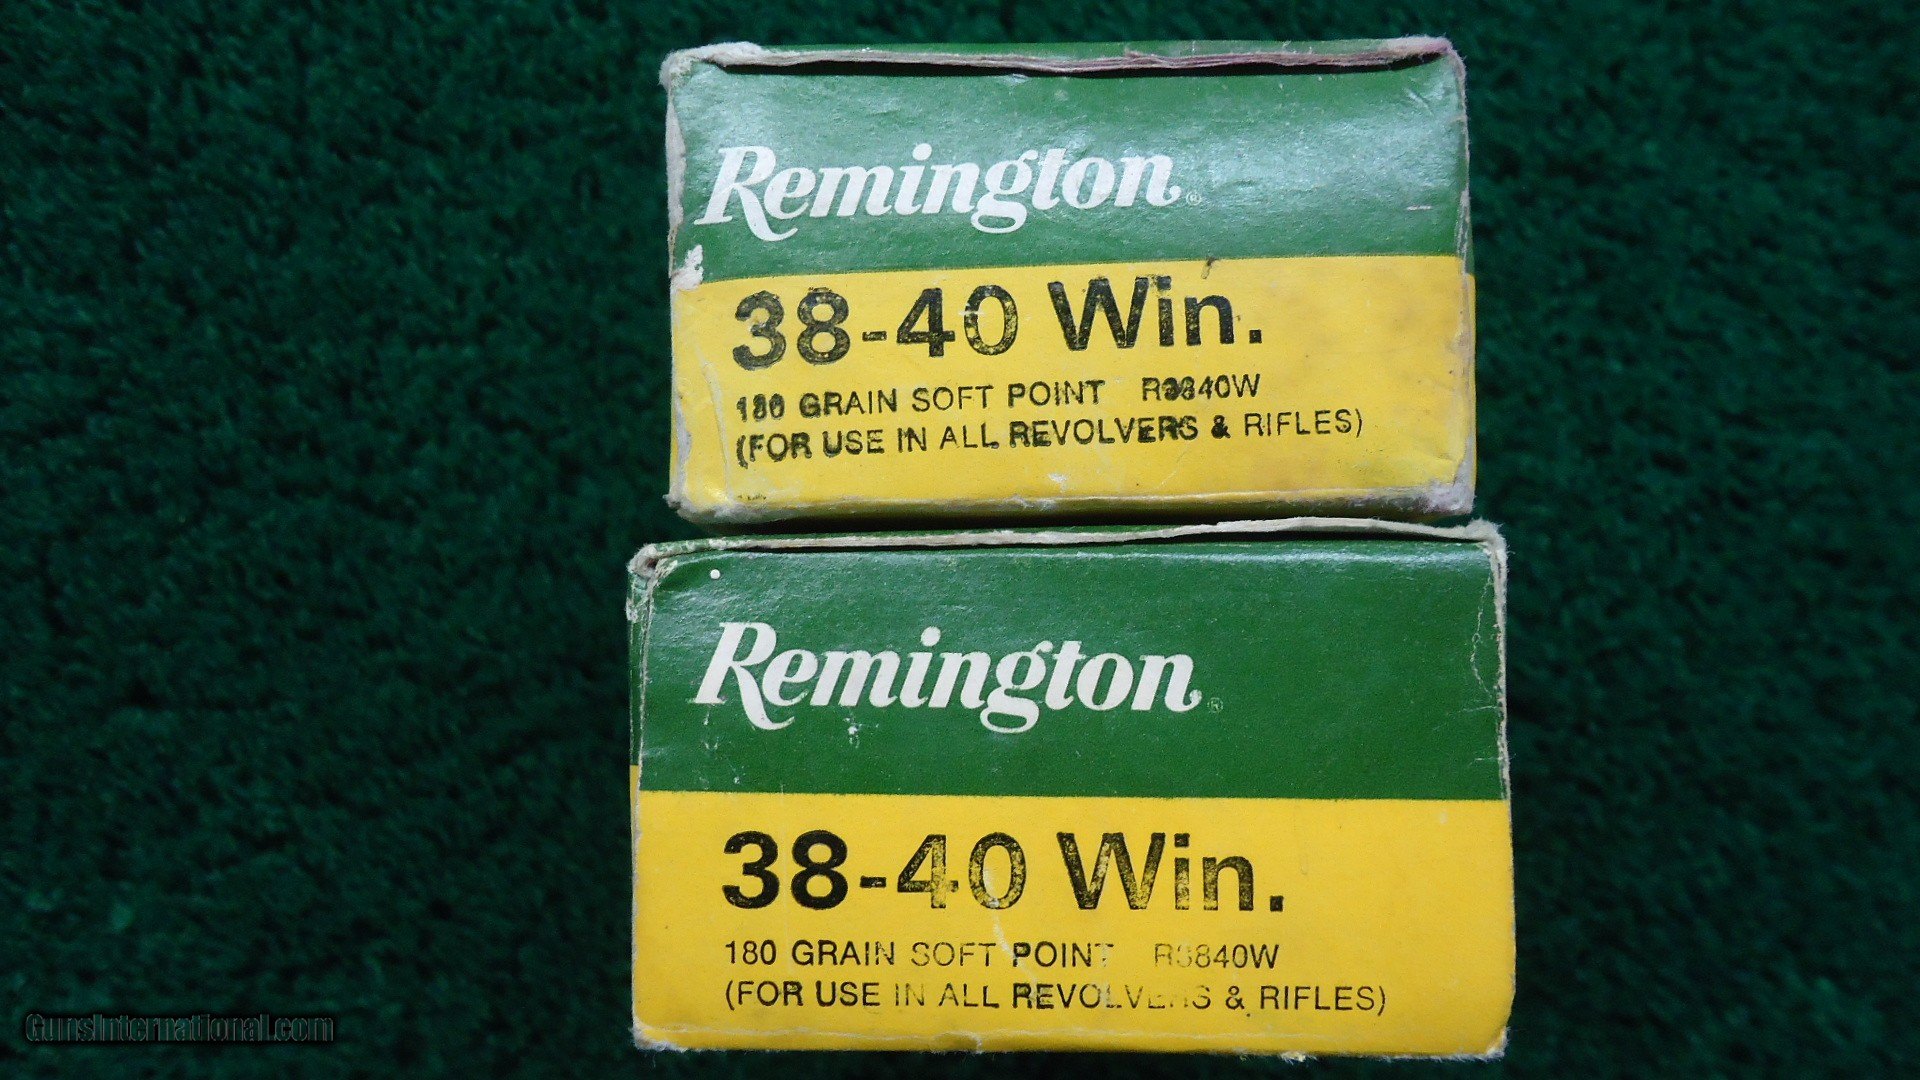 Remington®
38-40 Win.
180 GRAIN SOFT POINT R3840W
(FOR USE IN ALL REVOLVERS & RIFLES)
Remington®
38-40 Win.
180 GRAIN SOFT POINT R3840W
(FOR USE IN ALL REVOLVERS & RIFLES)
GunsInternational.com